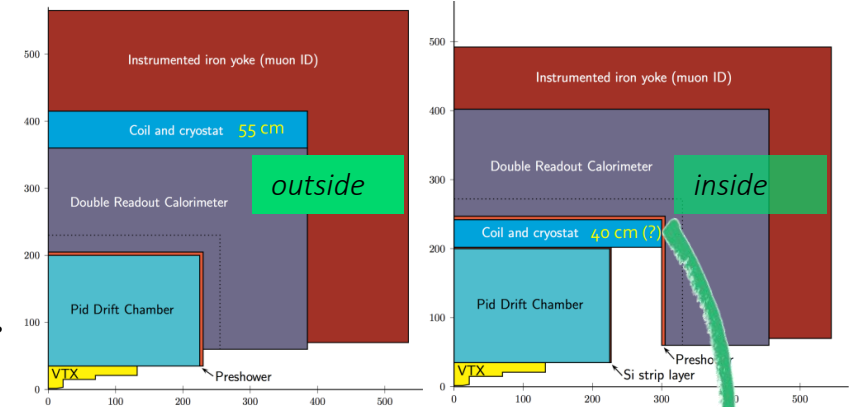 500
400
300
200
100
0
0
100
200
300
400
500
Instrumented iron yoke (muon ID)
Coil and cryostat 55 cm
outside
Double Readout Calorimeter
Pid Drift Chamber
VTX
Preshower
500
400
300
200
100
0
0
100
200
300
400
500
Instrumented iron yoke (muon ID)
Double Readout Calorimeter
inside
Coil and cryostat 40 cm (?)
Pid Drift Chamber
Preshower
VTX
Si strip layer